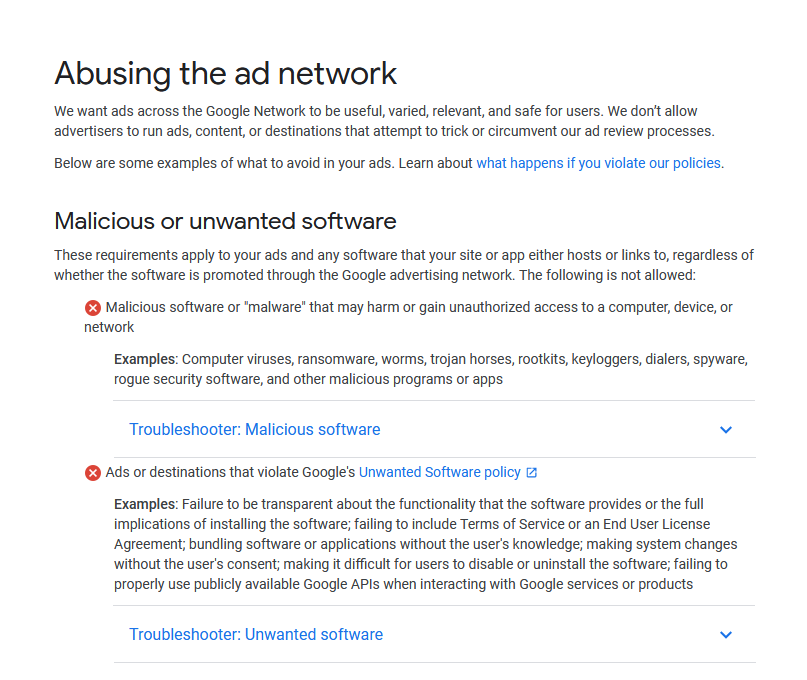 Abusing the ad network
We want ads across the Google Network to be useful, varied, relevant, and safe for users. We don’t allow
advertisers to run ads, content, or destinations that attempt to trick or circumvent our ad review processes.
Below are some examples of what to avoid in your ads. Learn about what happens if you violate our policies.
Malicious or unwanted software
These requirements apply to your ads and any software that your site or app either hosts or links to, regardless of
whether the software is promoted through the Google advertising network. The following is not allowed:
Malicious software or "malware" that may harm or gain unauthorized access to a computer, device, or
network
Examples: Computer viruses, ransomware, worms, trojan horses, rootkits, keyloggers, dialers, spyware,
rogue security software, and other malicious programs or apps
Troubleshooter: Malicious software
Ads or destinations that violate Google's Unwanted Software policy
Examples: Failure to be transparent about the functionality that the software provides or the full
implications of installing the software; failing to include Terms of Service or an End User License
Agreement; bundling software or applications without the user's knowledge; making system changes
without the user's consent; making it difficult for users to disable or uninstall the software; failing to
properly use publicly available Google APIs when interacting with Google services or products
Troubleshooter: Unwanted software